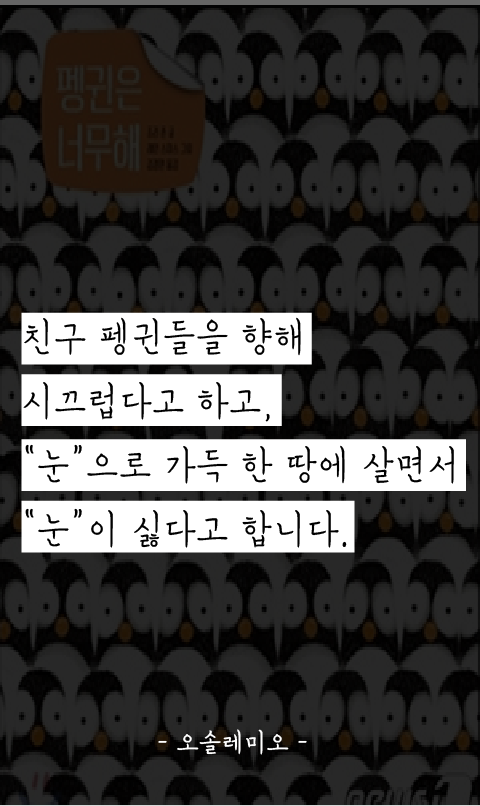 펭귄은
너무해
친구 펭귄들을 향해
시끄럽다고 하고,
“눈”으로 가득 한 땅에 살면서
“눈”이 싫다고 합니다.
- 오솔레미오 -